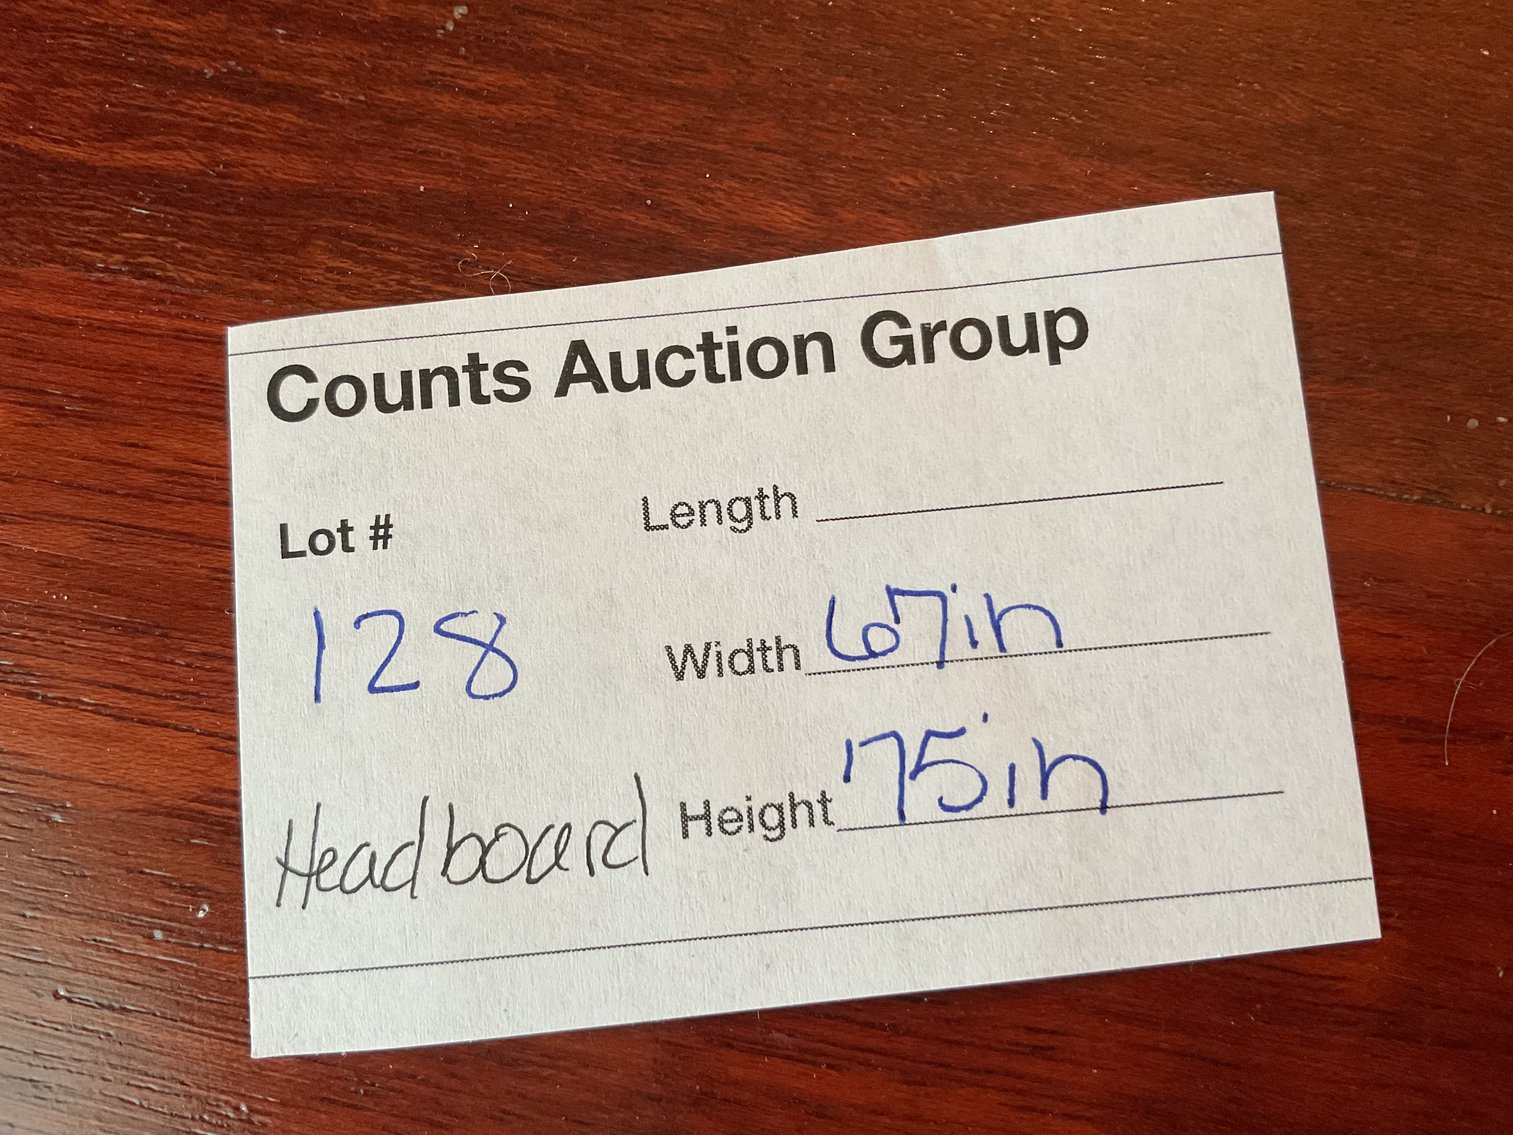 Counts Auction Group
Lot #
128
Headboard
Length
Width 67in
Height 75in